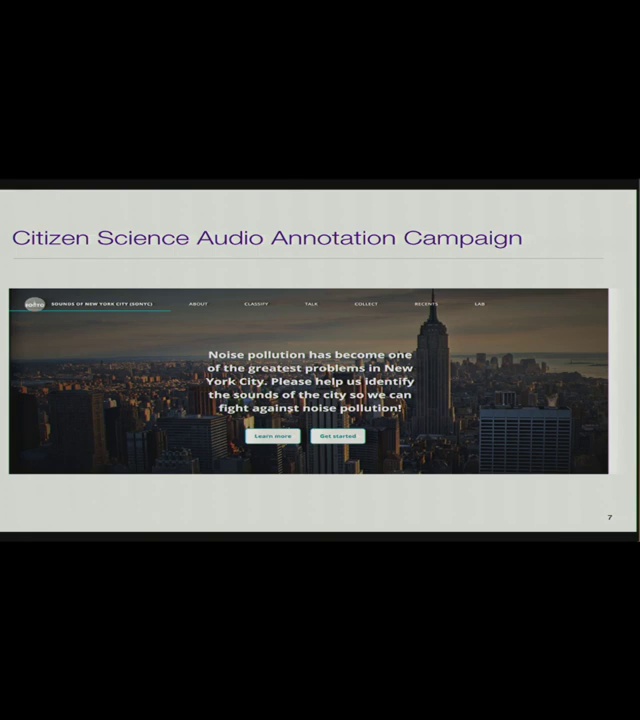 Citizen Science Audio Annotation Campaign
SONYC SOUNDS OF NEW YORK CITY (SONYC) ABOUT CLASSIFY TALK COLLECT RECENTS LAB
Noise pollution has become one
of the greatest problems in New
York City. Please help us identify
the sounds of the city so we can
fight against noise pollution!
Learn more Get started
7